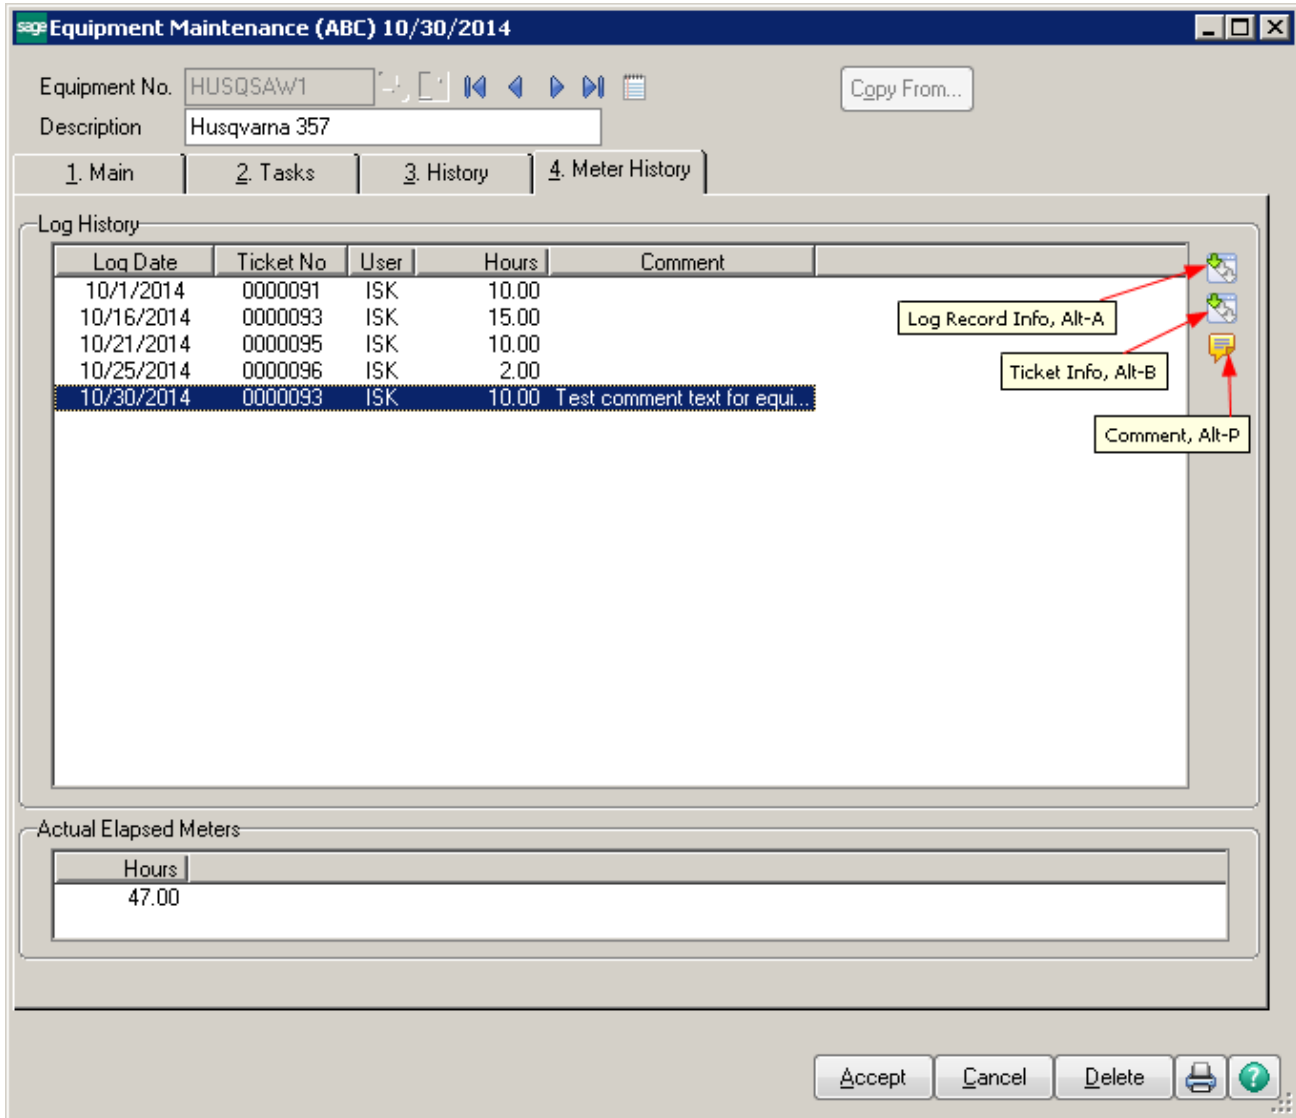 sage Equipment Maintenance (ABC) 10/30/2014
Equipment No. HUSQSAW1 Copy From...
Description Husqvarna 357
1. Main 2. Tasks 3. History 4. Meter History
Log History
Log Date Ticket No User Hours Comment
10/1/2014 0000091 ISK 10.00
10/16/2014 0000093 ISK 15.00
10/21/2014 0000095 ISK 10.00
10/25/2014 0000096 ISK 2.00
10/30/2014 0000093 ISK 10.00 Test comment text for equi...
Log Record Info, Alt-A
Ticket Info, Alt-B
Comment, Alt-P
Actual Elapsed Meters
Hours
47.00
Accept Cancel Delete ?